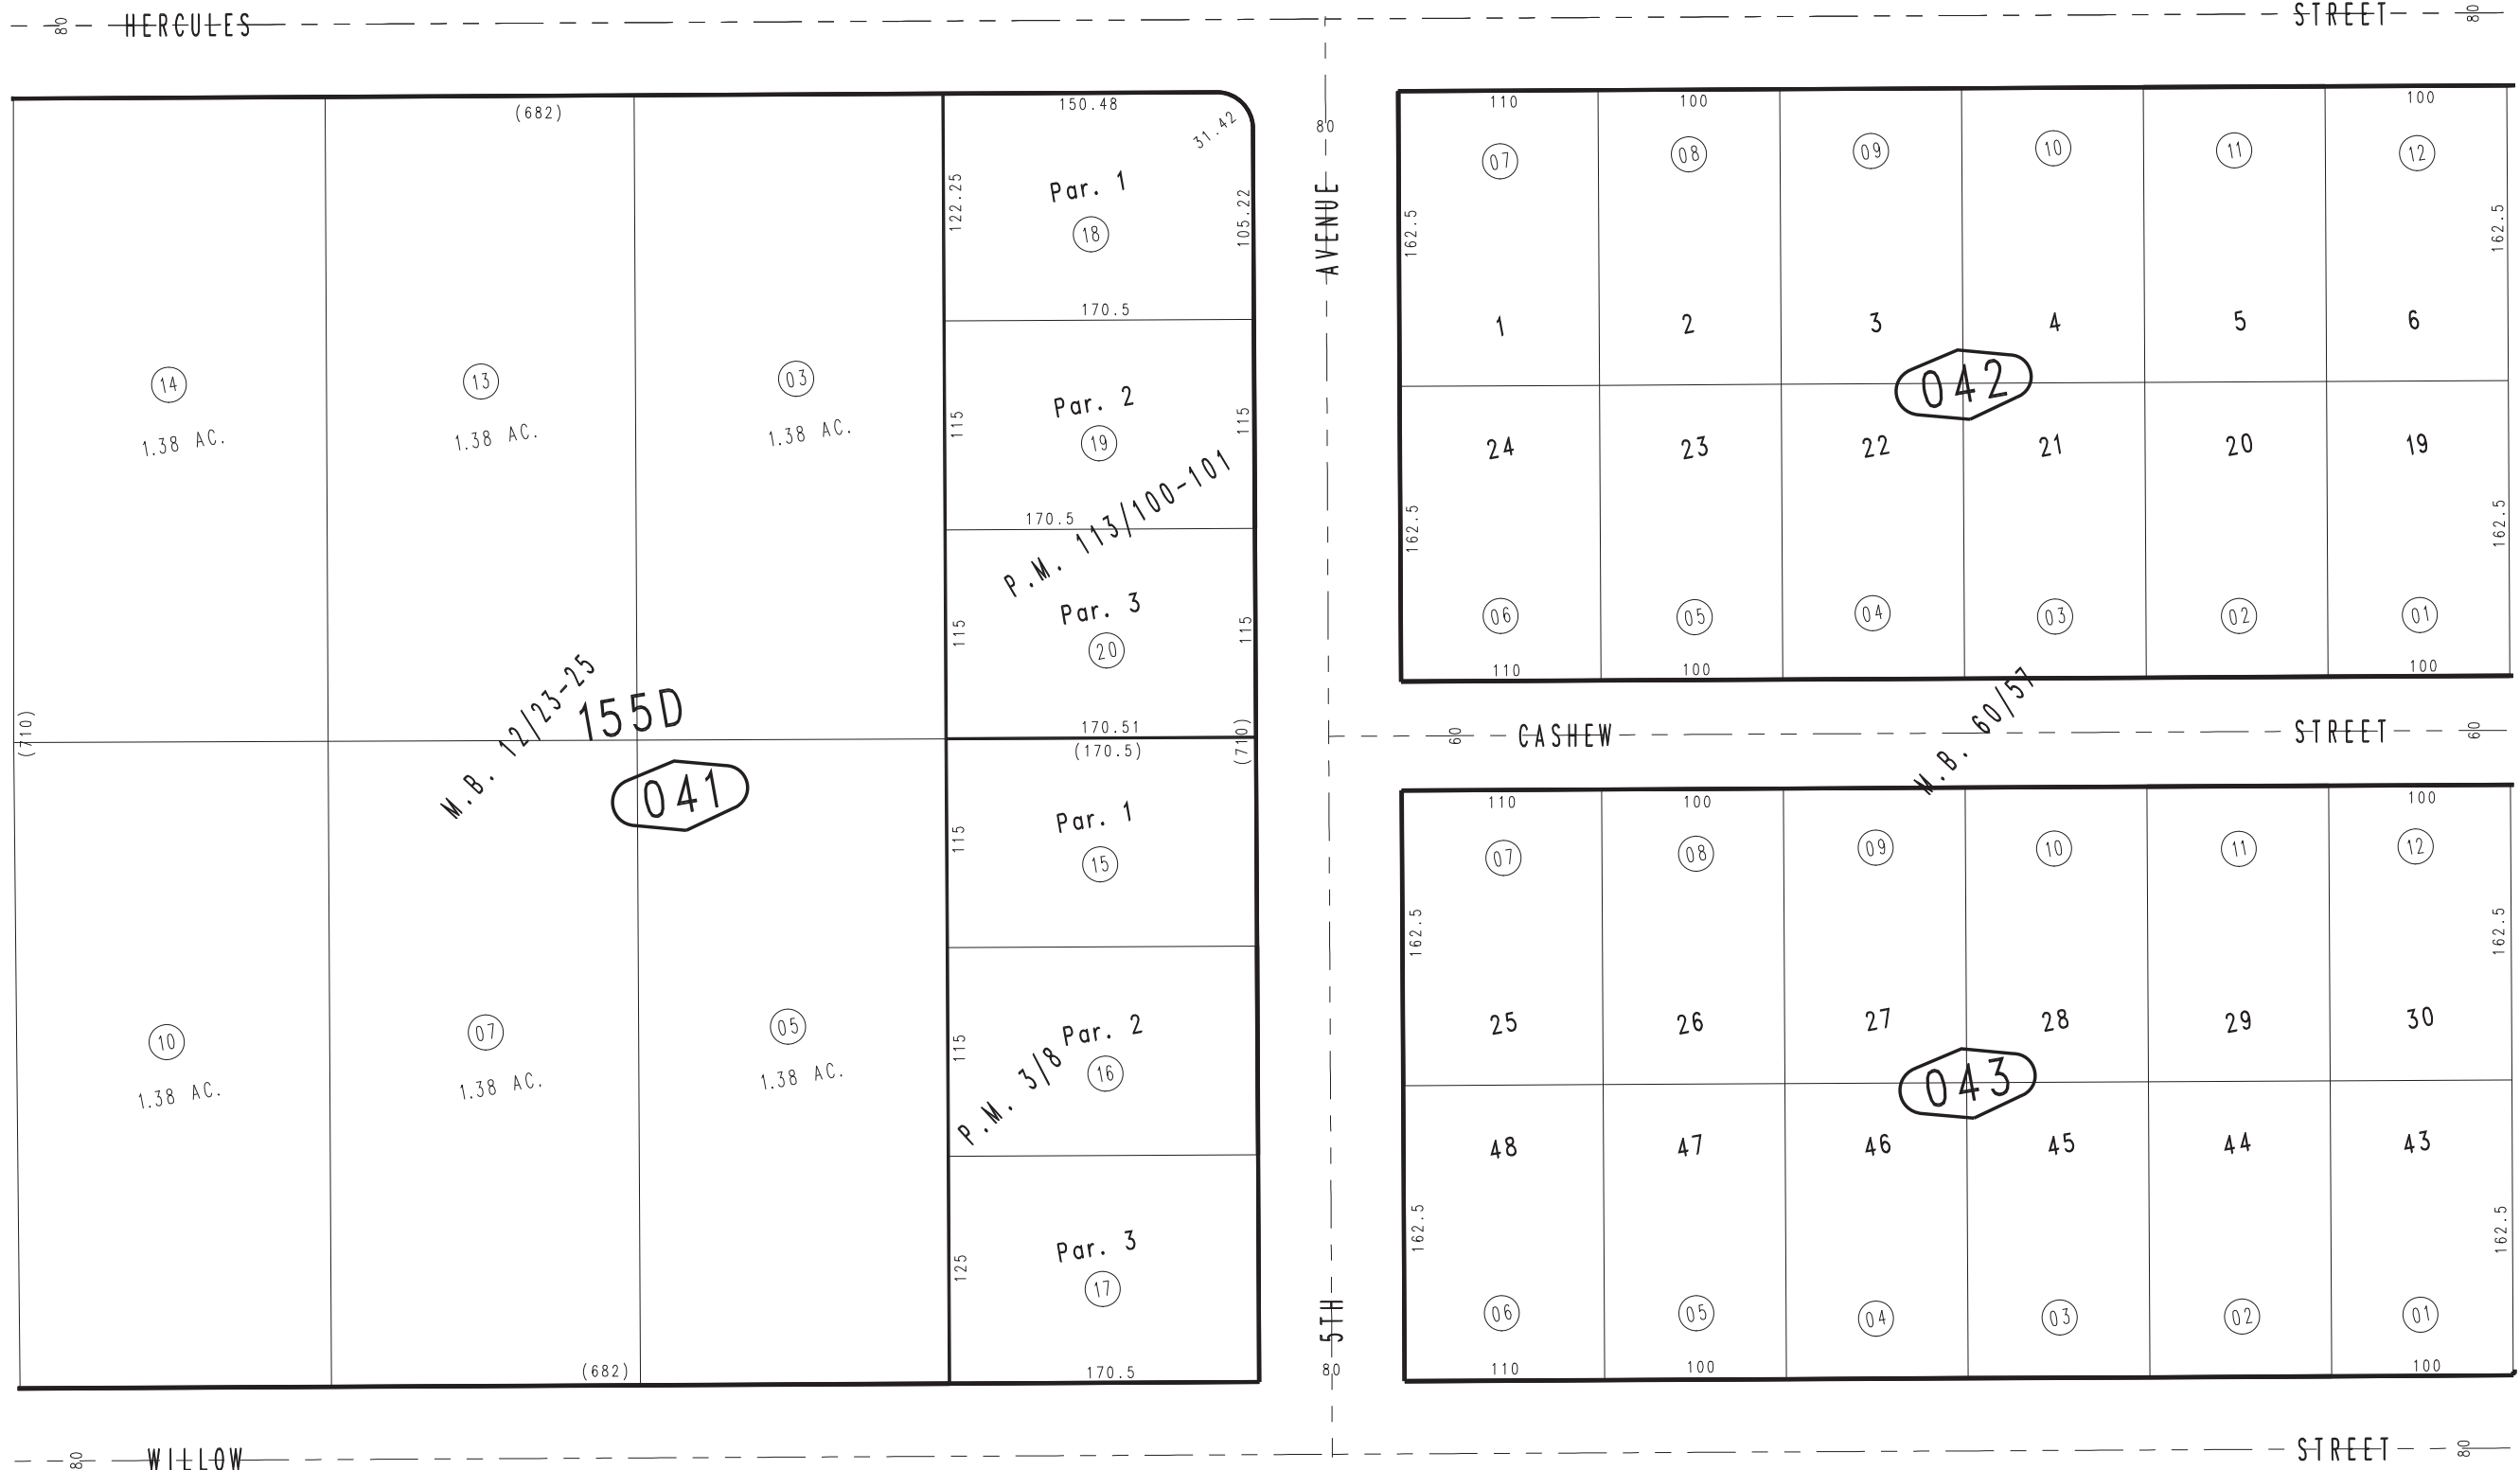 80 HERCULES STREET 80
(682)
14
1.38 AC.
13
1.38 AC.
03
1.38 AC.
(710)
M.B. 12/23-25
155D
041
10
1.38 AC.
07
1.38 AC.
05
1.38 AC.
(682)
150.48
31.42
122.25
Par. 1
18
105.22
170.5
115
Par. 2
19
115
170.5
P.M. 113/100-101
115
Par. 3
20
115
170.51
(170.5)
(710)
115
Par. 1
15
115
Par. 2
16
P.M. 3/8
125
Par. 3
17
170.5
80
AVENUE
5TH
80
110 100 100
07 08 09 10 11 12
162.5 162.5
1 2 3 4 5 6
042
24 23 22 21 20 19
162.5 162.5
06 05 04 03 02 01
110 100 100
60 CASHEW STREET 60
M.B. 60/57
110 100 100
07 08 09 10 11 12
162.5 162.5
25 26 27 28 29 30
043
48 47 46 45 44 43
162.5 162.5
06 05 04 03 02 01
110 100 100
80 WILLOW STREET 80